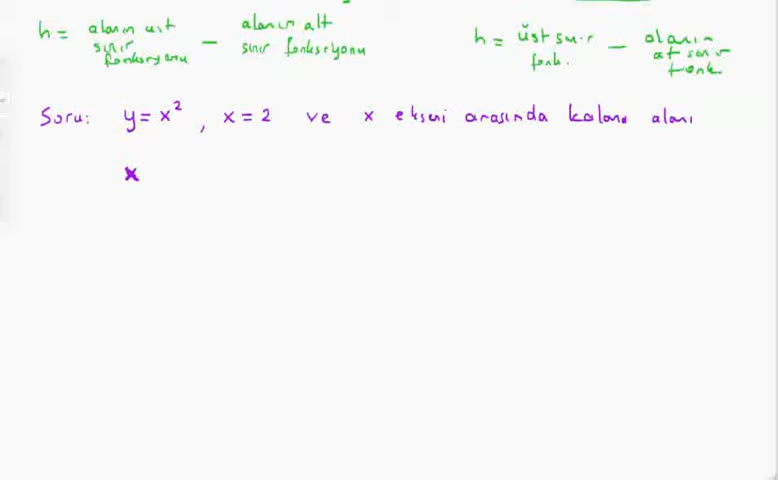 h = alanın üst sınır fonksiyonu − alanın alt sınır fonksiyonu
h = üst sınır fonk. − alanın alt sınır fonk.
Soru: y = x² , x = 2 ve x ekseni arasında kalan alanı
x